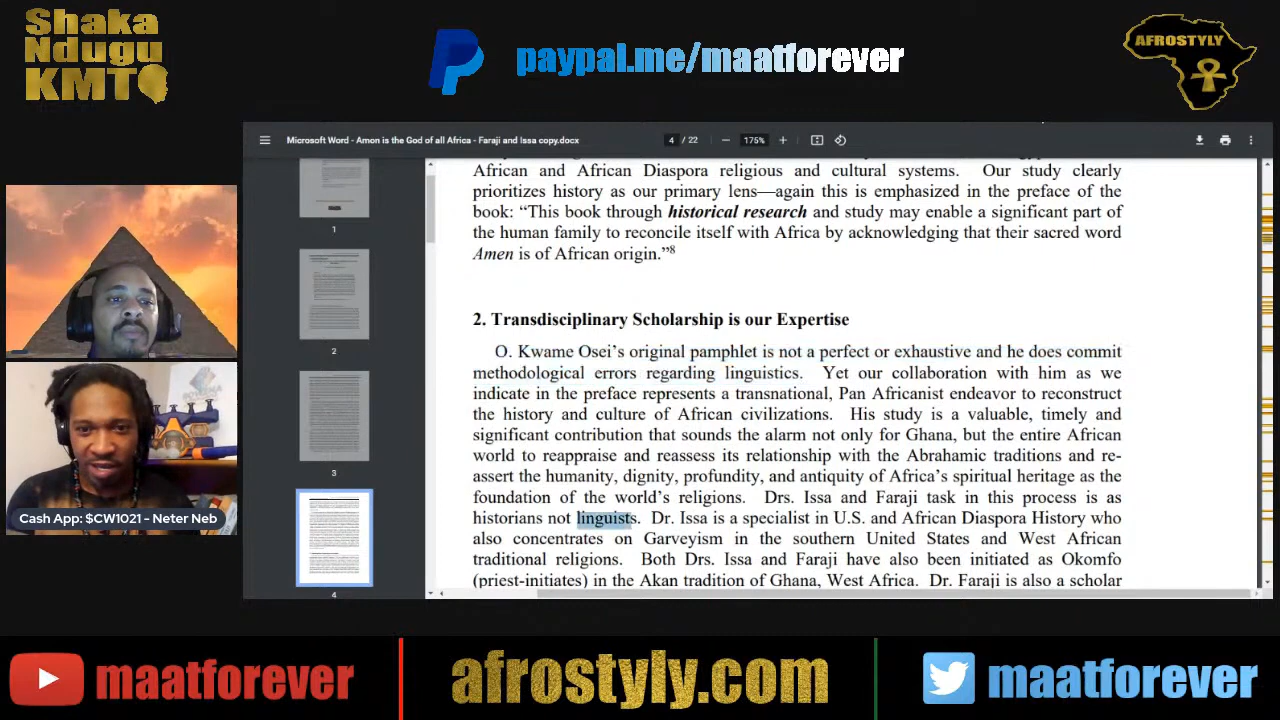 Shaka
Ndugu
KMT
paypal.me/maatforever
AFROSTYLY
Microsoft Word - Amon is the God of all Africa - Faraji and Issa copy.docx
4 / 22
175%
African and African Diaspora religious and cultural systems. Our study clearly
prioritizes history as our primary lens—again this is emphasized in the preface of the
book: “This book through historical research and study may enable a significant part of
the human family to reconcile itself with Africa by acknowledging that their sacred word
Amen is of African origin.”8
2. Transdisciplinary Scholarship is our Expertise
O. Kwame Osei’s original pamphlet is not a perfect or exhaustive and he does commit
methodological errors regarding linguistics. Yet our collaboration with him as we
indicate in the preface represents a transnational, Pan Africanist endeavor to reconstruct
the history and culture of African civilizations. His study is a valuable, timely and
significant contribution that sounds the alarm not only for Ghana, but the entire African
world to reappraise and reassess its relationship with the Abrahamic traditions and re-
assert the humanity, dignity, profundity, and antiquity of Africa’s spiritual heritage as the
foundation of the world’s religions. Drs. Issa and Faraji task in this process is as
historians not linguists. Dr. Issa is a specialist in U.S. and African Diaspora History who
also concentrates on Garveyism in the southern United States and West African
traditional religions. Both Drs. Issa and Faraji have also been initiated as Okomfo
(priest-initiates) in the Akan tradition of Ghana, West Africa. Dr. Faraji is also a scholar
1
2
3
4
Cash App: $CW1021 - Neter Neb
maatforever
afrostyly.com
maatforever